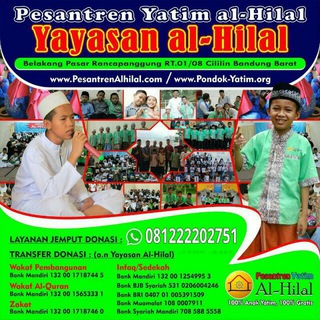 Pesantren Yatim al-Hilal
Yayasan al-Hilal
Belakang Pasar Rancapanggung RT.01/08 Cililin Bandung Barat
www.PesantrenAlhilal.com / www.Pondok-Yatim.org
LAYANAN JEMPUT DONASI : 081222202751
TRANSFER DONASI : (a.n Yayasan Al-Hilal)
Wakaf Pembangunan
Bank Mandiri 132 00 1718744 5
Wakaf Al-Quran
Bank Mandiri 132 00 1565333 1
Zakat
Bank Mandiri 132 00 1718746 0
Infaq/Sedekah
Bank Mandiri 132 00 1254995 3
Bank BJB Syariah 531 0206004246
Bank BRI 0407 01 005391509
Bank Muamalat 108 0007911
Bank Syariah Mandiri 708 588 5558
Pesantren Yatim
Al-Hilal
100% Anak Yatim, 100% Gratis